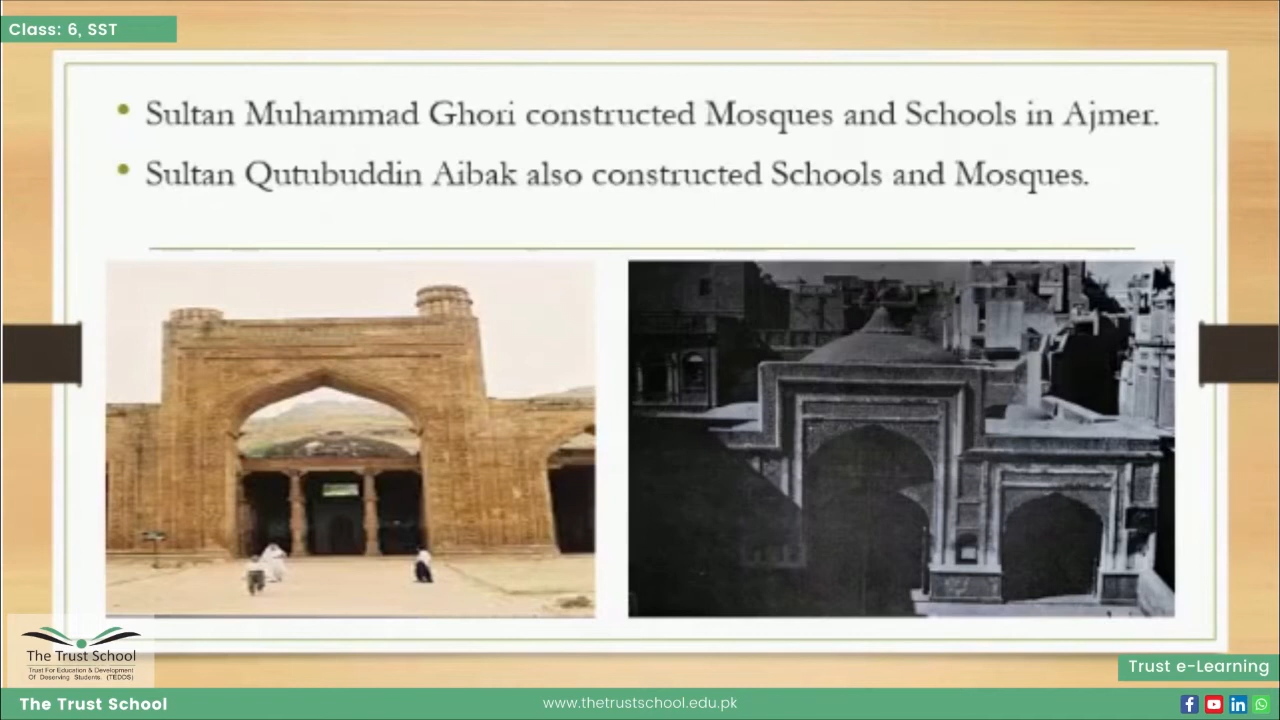 Class: 6, SST
• Sultan Muhammad Ghori constructed Mosques and Schools in Ajmer.
• Sultan Qutubuddin Aibak also constructed Schools and Mosques.
The Trust School
Trust For Education & Development
Of Deserving Students. (TEDDS)
Trust e-Learning
The Trust School
www.thetrustschool.edu.pk